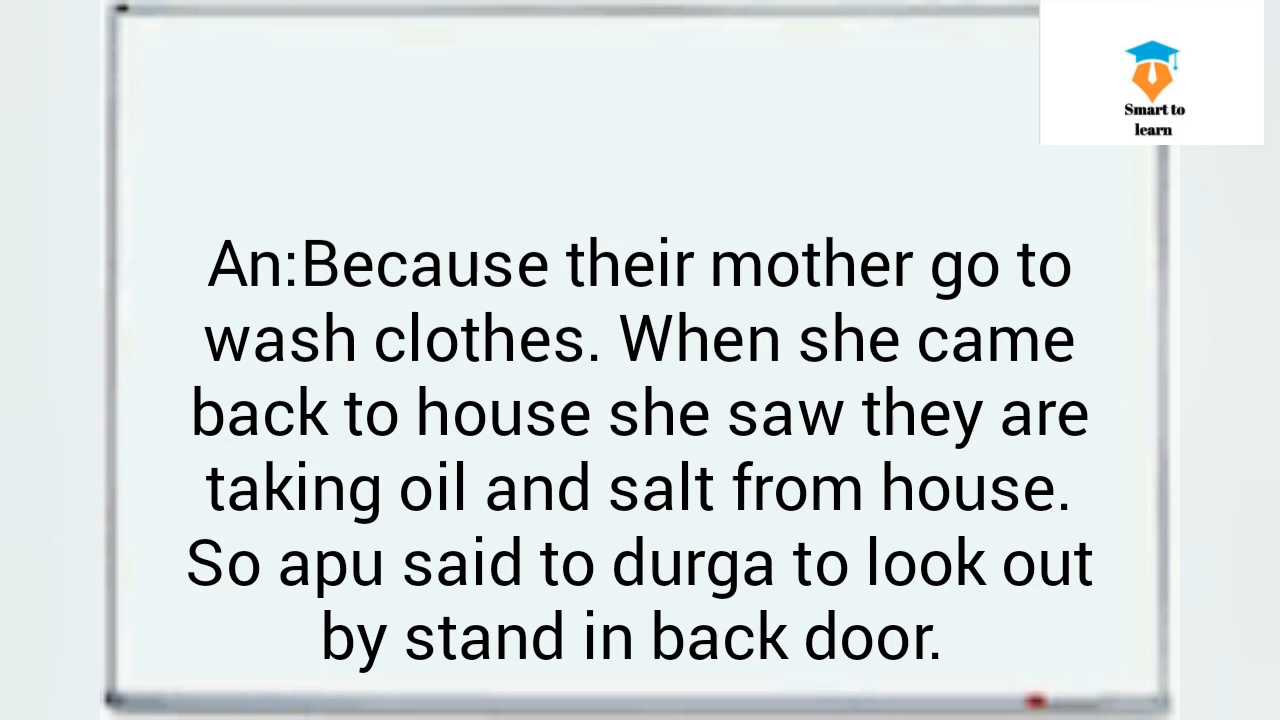 Smart to
learn
An:Because their mother go to
wash clothes. When she came
back to house she saw they are
taking oil and salt from house.
So apu said to durga to look out
by stand in back door.